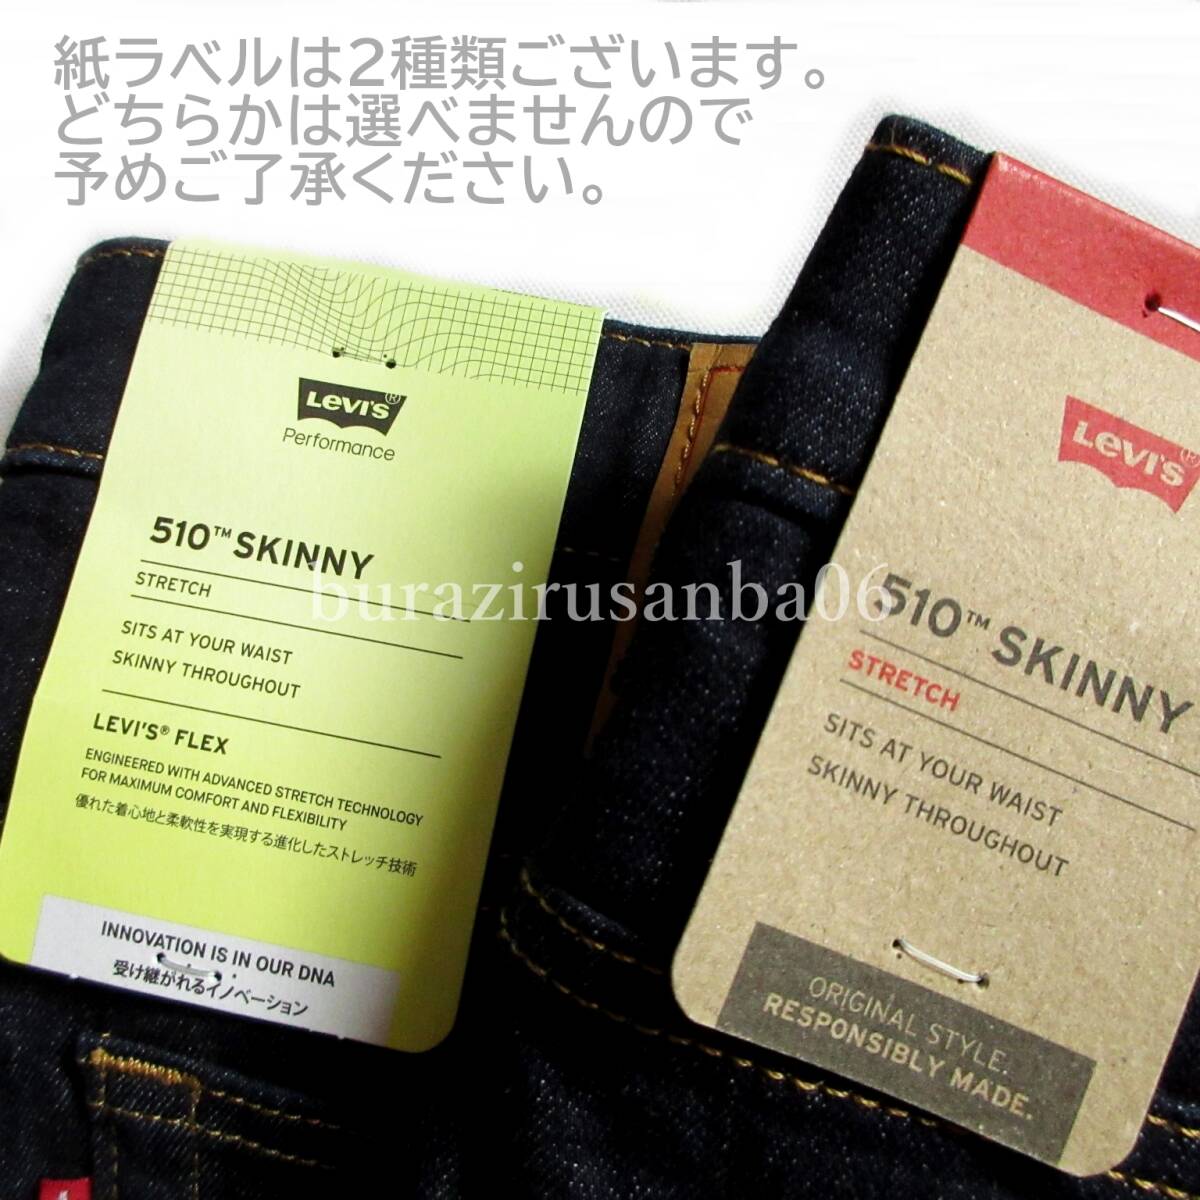 紙ラベルは2種類ございます。
どちらかは選べませんので
予めご了承ください。
LEVI'S®
Performance
510™ SKINNY
STRETCH
SITS AT YOUR WAIST
SKINNY THROUGHOUT
LEVI'S® FLEX
ENGINEERED WITH ADVANCED STRETCH TECHNOLOGY
FOR MAXIMUM COMFORT AND FLEXIBILITY
優れた着心地と柔軟性を実現する進化したストレッチ技術
INNOVATION IS IN OUR DNA
受け継がれるイノベーション
burazirusanba06
LEVI'S®
510™ SKINNY
STRETCH
SITS AT YOUR WAIST
SKINNY THROUGHOUT
ORIGINAL STYLE.
RESPONSIBLY MADE.